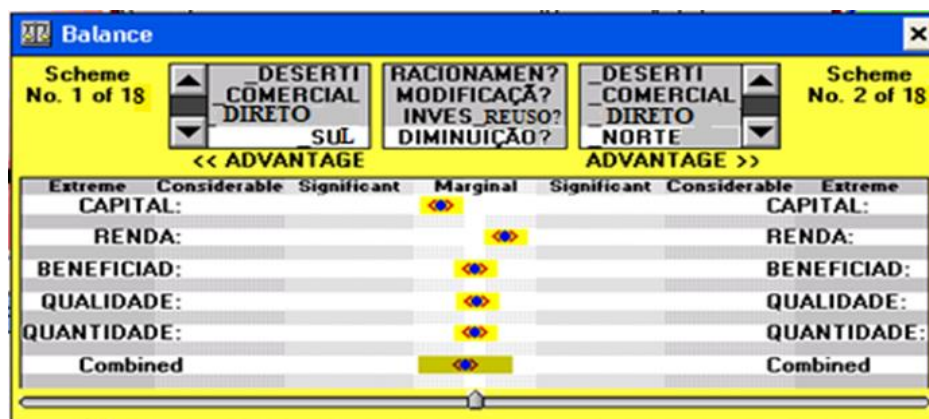 Balance
Scheme
No. 1 of 18
_DESERTI
_COMERCIAL
_DIRETO
_SUL
RACIONAMEN?
MODIFICAÇÃ?
INVES_REUSO?
DIMINUIÇÃO?
_DESERTI
_COMERCIAL
_DIRETO
_NORTE
Scheme
No. 2 of 18
<< ADVANTAGE
ADVANTAGE >>
Extreme Considerable Significant Marginal Significant Considerable Extreme
CAPITAL: CAPITAL:
RENDA: RENDA:
BENEFICIAD: BENEFICIAD:
QUALIDADE: QUALIDADE:
QUANTIDADE: QUANTIDADE:
Combined Combined